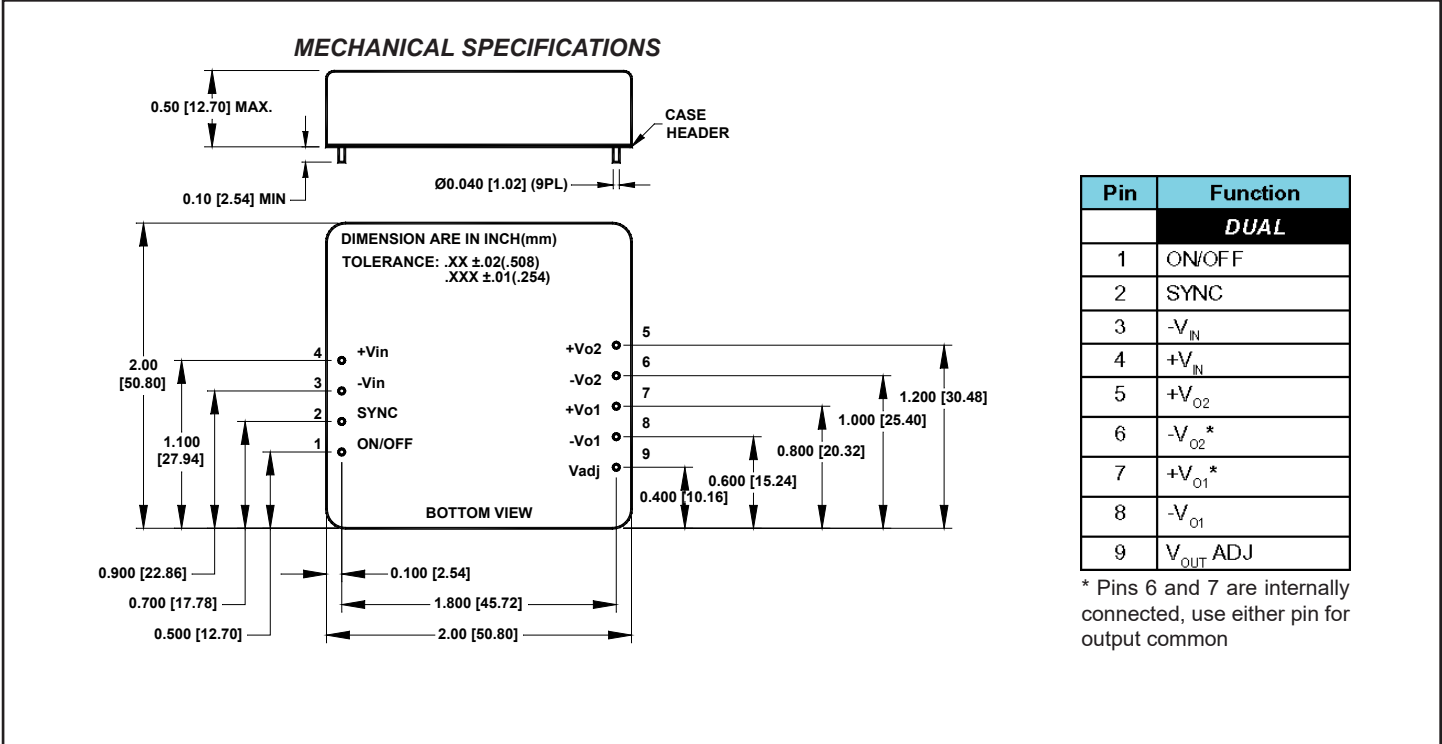 MECHANICAL SPECIFICATIONS
0.50 [12.70] MAX.
CASE
HEADER
0.10 [2.54] MIN
Ø0.040 [1.02] (9PL)
DIMENSION ARE IN INCH(mm)
TOLERANCE: .XX ±.02(.508)
.XXX ±.01(.254)
2.00
[50.80]
4 +Vin
3 -Vin
2 SYNC
1 ON/OFF
1.100
[27.94]
5
+Vo2
6
-Vo2
7
+Vo1
8
-Vo1
9
Vadj
1.200 [30.48]
1.000 [25.40]
0.800 [20.32]
0.600 [15.24]
0.400 [10.16]
BOTTOM VIEW
0.900 [22.86]
0.700 [17.78]
0.500 [12.70]
0.100 [2.54]
1.800 [45.72]
2.00 [50.80]
Pin Function
DUAL
1 ON/OFF
2 SYNC
3 -VIN
4 +VIN
5 +VO2
6 -VO2*
7 +VO1*
8 -VO1
9 VOUT ADJ
* Pins 6 and 7 are internally
connected, use either pin for
output common